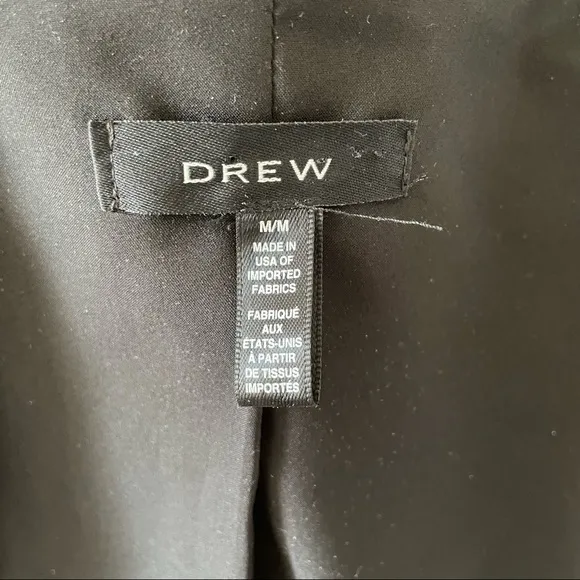 DREW
M/M
MADE IN
USA OF
IMPORTED
FABRICS
FABRIQUÉ
AUX
ÉTATS-UNIS
À PARTIR
DE TISSUS
IMPORTÉS